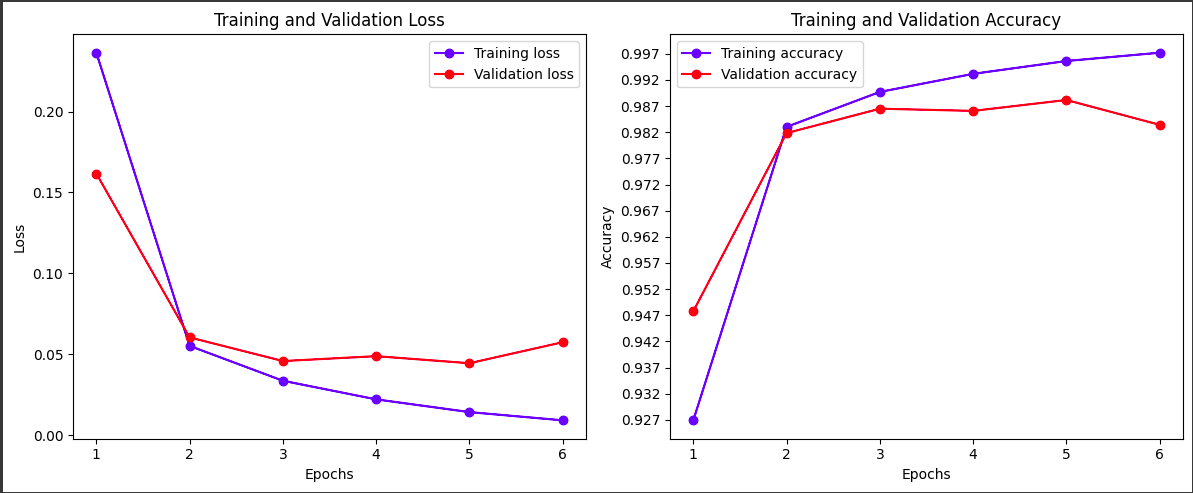 Training and Validation Loss
Training loss
Validation loss
0.20
0.15
0.10
0.05
0.00
Loss
1 2 3 4 5 6
Epochs
Training and Validation Accuracy
Training accuracy
Validation accuracy
0.997
0.992
0.987
0.982
0.977
0.972
0.967
0.962
0.957
0.952
0.947
0.942
0.937
0.932
0.927
Accuracy
1 2 3 4 5 6
Epochs